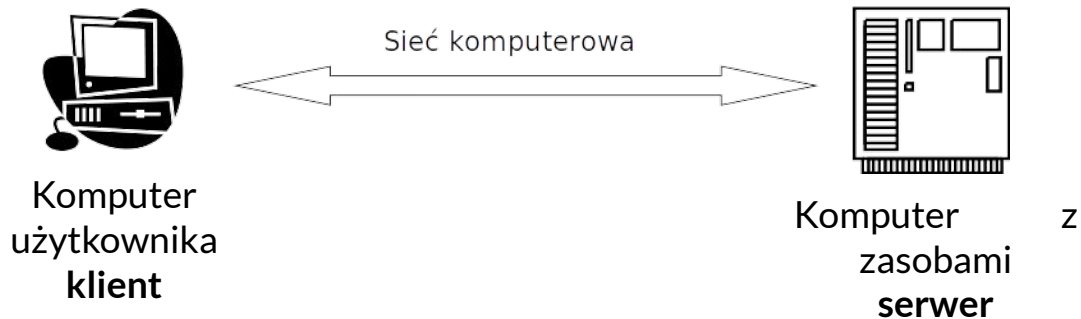 Sieć komputerowa
Komputer
użytkownika
klient
Komputer z
zasobami
serwer